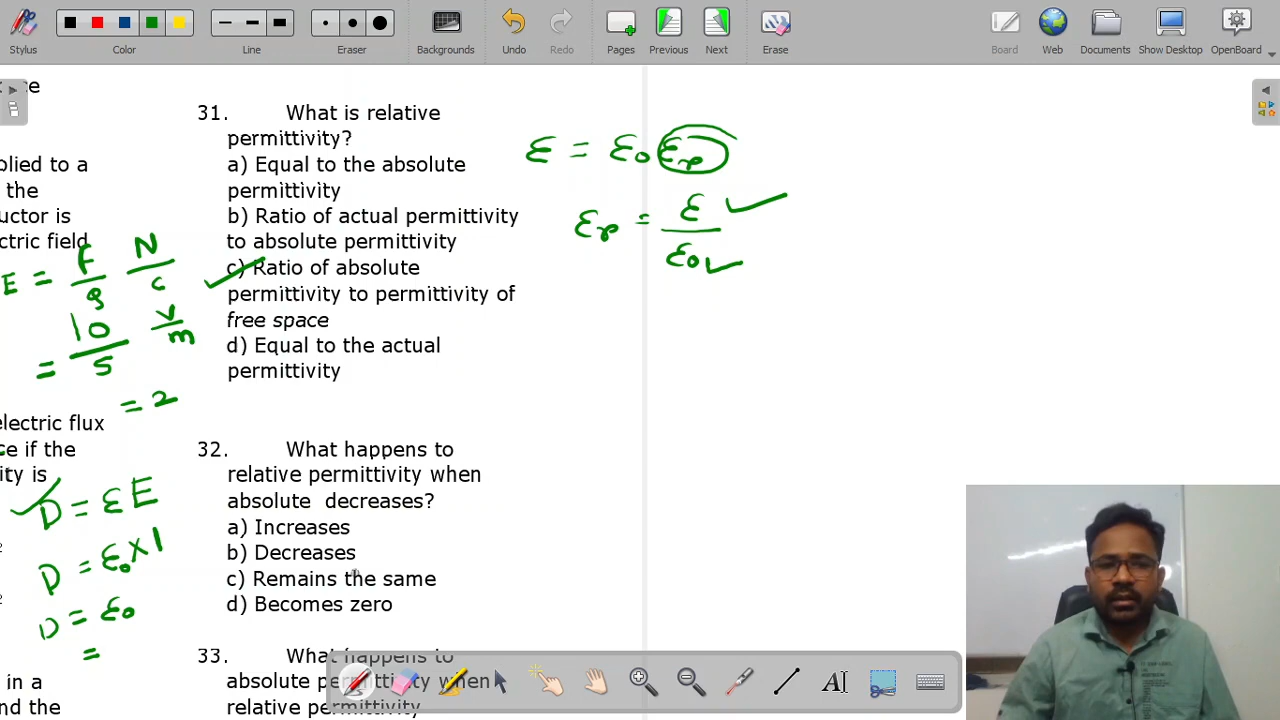 Stylus
Color
Line
Eraser
Backgrounds
Undo
Redo
Pages
Previous
Next
Erase
Board
Web
Documents
Show Desktop
OpenBoard
plied to a
the
uctor is
ctric field
E = F/Q N/C
= 10/5 V/m
= 2
electric flux
ce if the
ity is
D = εE
D = ε0 × 1
D = ε0
=
in a
nd the
31. What is relative
permittivity?
a) Equal to the absolute
permittivity
b) Ratio of actual permittivity
to absolute permittivity
c) Ratio of absolute
permittivity to permittivity of
free space
d) Equal to the actual
permittivity
32. What happens to
relative permittivity when
absolute decreases?
a) Increases
b) Decreases
c) Remains the same
d) Becomes zero
33. What happens to
absolute permittivity when
relative permittivity
ε = ε0 εr
εr = ε/ε0